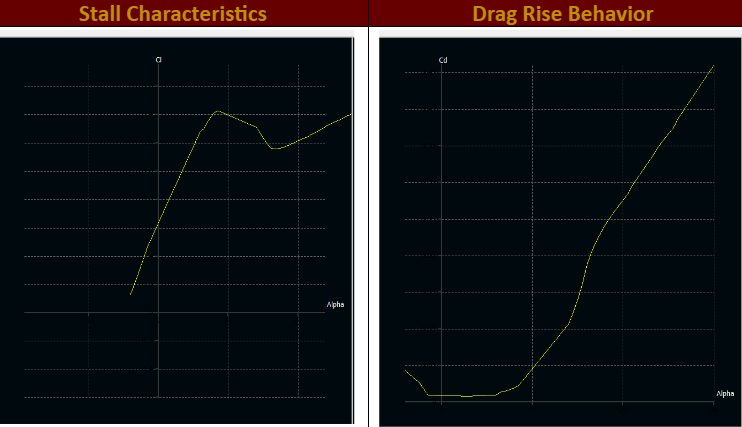 Stall Characteristics
Drag Rise Behavior
Cl
Alpha
Cd
Alpha